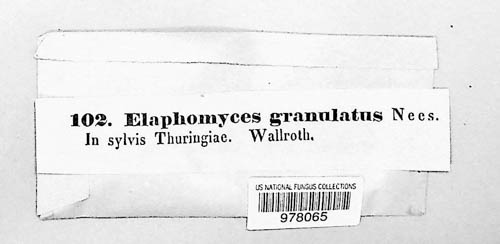 102. Elaphomyces granulatus Nees.
In sylvis Thuringiae. Wallroth.
US NATIONAL FUNGUS COLLECTIONS
978065